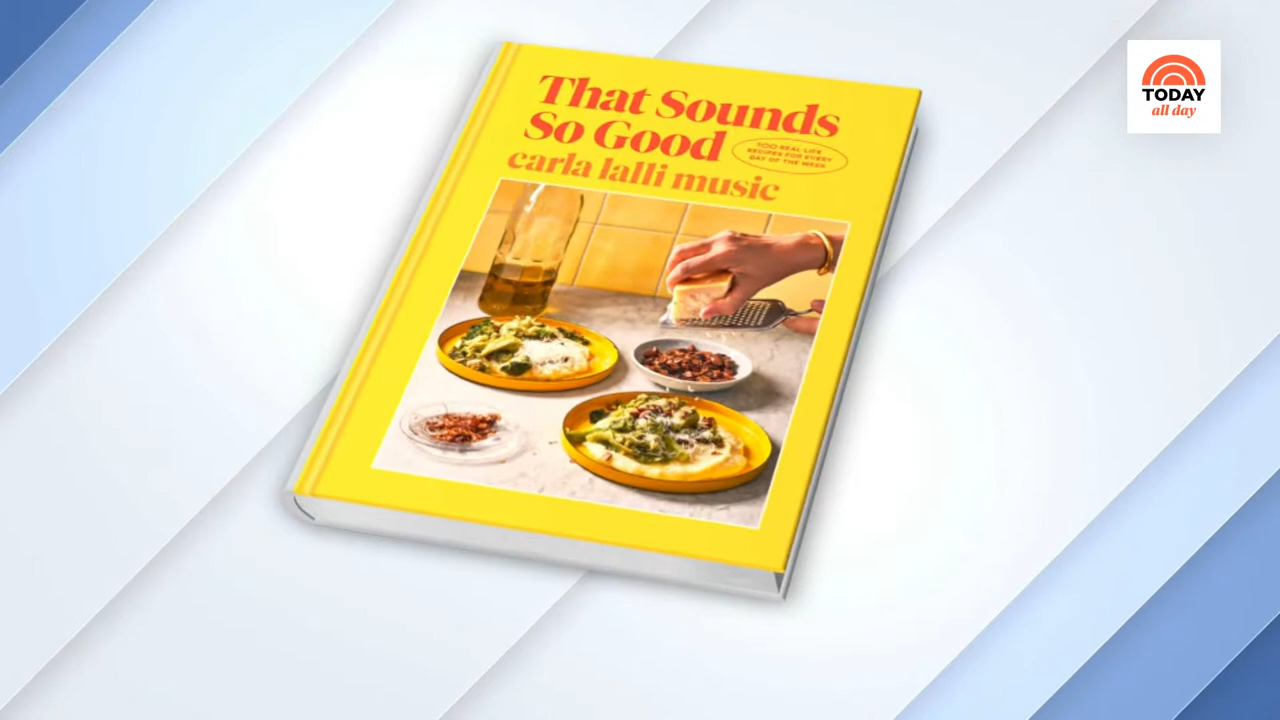 That Sounds
So Good
100 REAL-LIFE
RECIPES FOR EVERY
DAY OF THE WEEK
carla lalli music
TODAY
all day